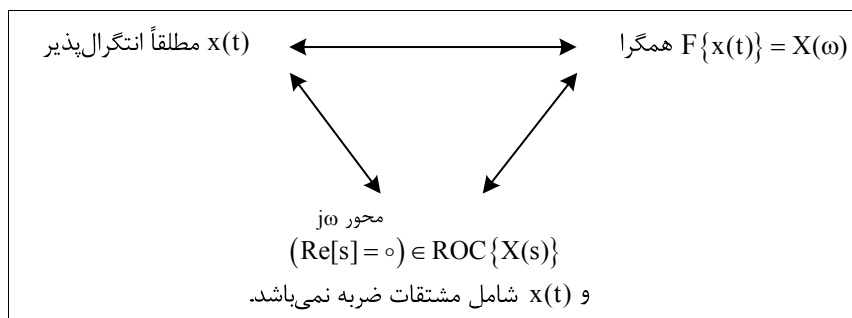 x(t) مطلقاً انتگرال‌پذیر
F{x(t)} = X(ω) همگرا
محور jω
(Re[s] = ∘) ∈ ROC{X(s)}
و x(t) شامل مشتقات ضربه نمی‌باشد.